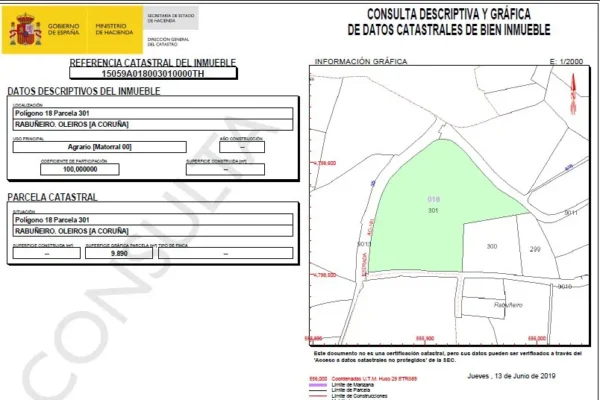 GOBIERNO
DE ESPAÑA
MINISTERIO
DE HACIENDA
SECRETARÍA DE ESTADO
DE HACIENDA
DIRECCIÓN GENERAL
DEL CATASTRO
CONSULTA DESCRIPTIVA Y GRÁFICA
DE DATOS CATASTRALES DE BIEN INMUEBLE
REFERENCIA CATASTRAL DEL INMUEBLE
15059A018003010000TH
DATOS DESCRIPTIVOS DEL INMUEBLE
LOCALIZACIÓN
Polígono 18 Parcela 301
RABUÑEIRO. OLEIROS [A CORUÑA]
USO PRINCIPAL
AÑO CONSTRUCCIÓN
Agrario [Matorral 00]
--
COEFICIENTE DE PARTICIPACIÓN
SUPERFICIE CONSTRUIDA (m²)
100,000000
--
PARCELA CATASTRAL
SITUACIÓN
Polígono 18 Parcela 301
RABUÑEIRO. OLEIROS [A CORUÑA]
SUPERFICIE CONSTRUIDA (m²)
SUPERFICIE GRÁFICA PARCELA (m²)
TIPO DE FINCA
--
9.890
--
CONSULTA
INFORMACIÓN GRÁFICA
E: 1/2000
4,798,600
018
301
9011
9013
300
299
4,798,500
9010
Rabuñeiro
555,900
556,000
Este documento no es una certificación catastral, pero sus datos pueden ser verificados a través del
'Acceso a datos catastrales no protegidos' de la SEC.
Jueves , 13 de Junio de 2019
556,000 Coordenadas U.T.M. Huso 29 ETRS89
Límite de Manzana
Límite de Parcela
Límite de Construcciones